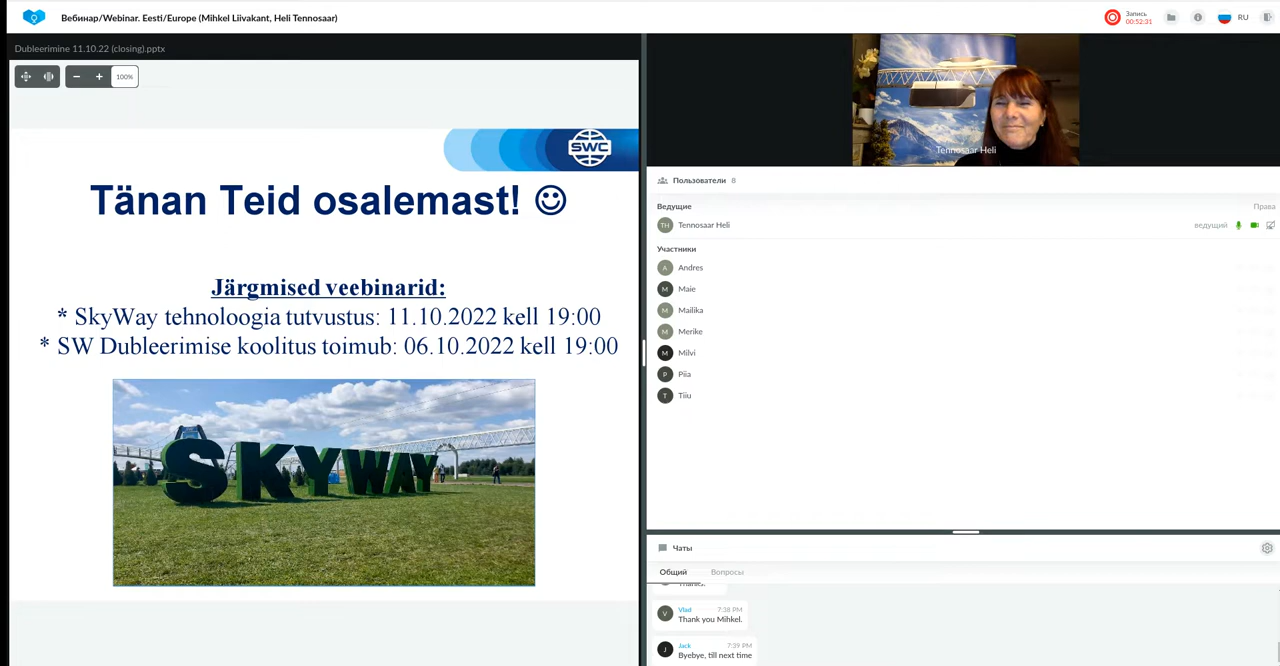 Вебинар/Webinar. Eesti/Europe (Mihkel Liivakant, Heli Tennosaar)
Запись
00:52:31
RU
Dubleerimine 11.10.22 (closing).pptx
100%
SWC
Tänan Teid osalemast! ☺
Järgmised veebinarid:
* SkyWay tehnoloogia tutvustus: 11.10.2022 kell 19:00
* SW Dubleerimise koolitus toimub: 06.10.2022 kell 19:00
SKYWAY
Tennosaar Heli
Пользователи 8
Ведущие
Права
TH Tennosaar Heli
ведущий
Участники
A Andres
M Maie
M Mailika
M Merike
M Milvi
P Piia
T Tiiu
Чаты
Общий
Вопросы
Thanks.
V Vlad 7:38 PM
Thank you Mihkel.
J Jack 7:39 PM
Byebye, till next time